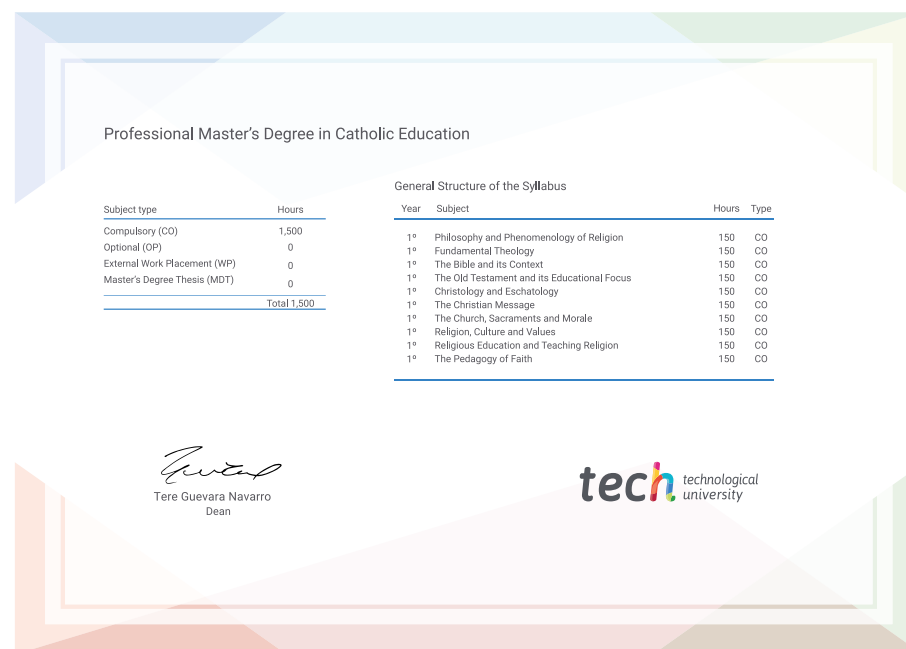 Professional Master's Degree in Catholic Education
Subject type Hours
Compulsory (CO) 1,500
Optional (OP) 0
External Work Placement (WP) 0
Master's Degree Thesis (MDT) 0
Total 1,500
General Structure of the Syllabus
Year Subject Hours Type
1º Philosophy and Phenomenology of Religion 150 CO
1º Fundamental Theology 150 CO
1º The Bible and its Context 150 CO
1º The Old Testament and its Educational Focus 150 CO
1º Christology and Eschatology 150 CO
1º The Christian Message 150 CO
1º The Church, Sacraments and Morale 150 CO
1º Religion, Culture and Values 150 CO
1º Religious Education and Teaching Religion 150 CO
1º The Pedagogy of Faith 150 CO
Tere Guevara Navarro
Dean
tech technological
university